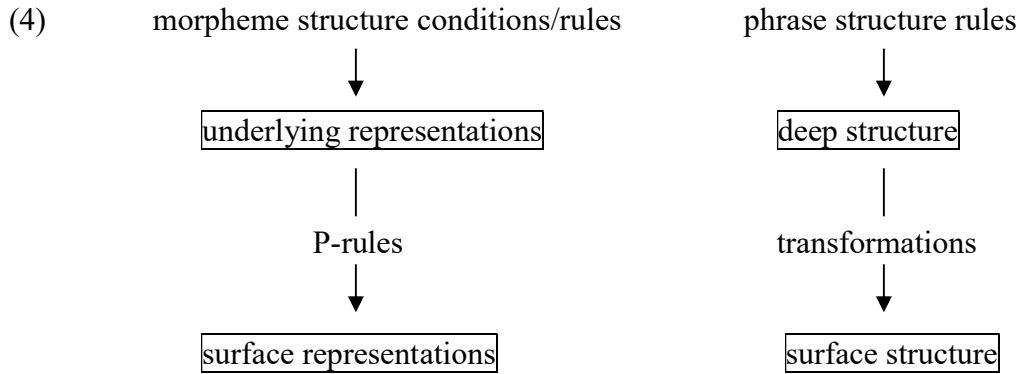 (4) morpheme structure conditions/rules phrase structure rules
underlying representations deep structure
P-rules transformations
surface representations surface structure